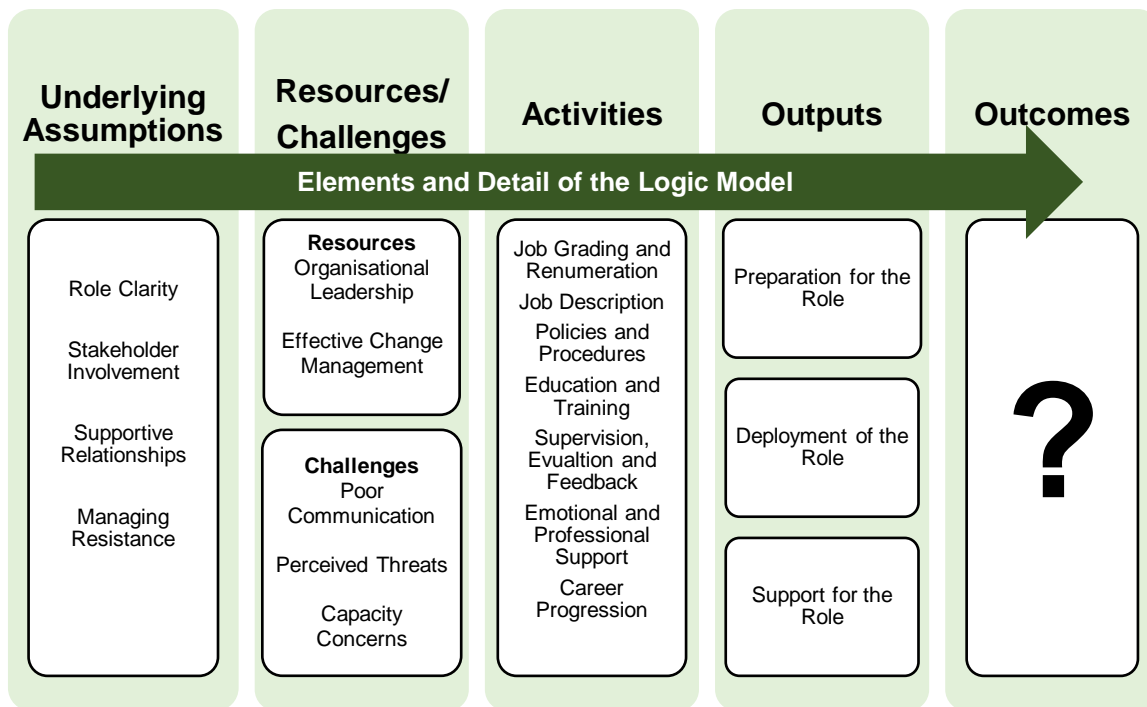 Underlying
Assumptions
Resources/
Challenges
Activities
Outputs
Outcomes
Elements and Detail of the Logic Model
Role Clarity
Stakeholder
Involvement
Supportive
Relationships
Managing
Resistance
Resources
Organisational
Leadership
Effective Change
Management
Challenges
Poor
Communication
Perceived Threats
Capacity
Concerns
Job Grading and
Renumeration
Job Description
Policies and
Procedures
Education and
Training
Supervision,
Evualtion and
Feedback
Emotional and
Professional
Support
Career
Progression
Preparation for the
Role
Deployment of the
Role
Support for the
Role
?